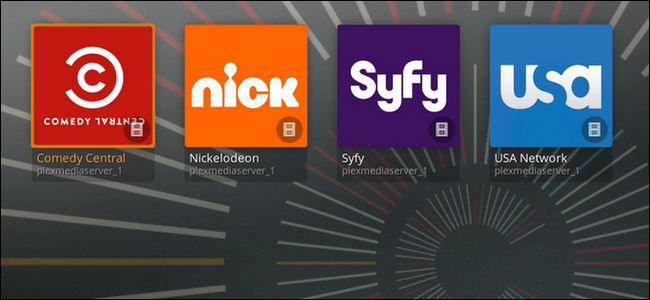 COMEDY CENTRAL
nick
Syfy
usa
Comedy Central
plexmediaserver_1
Nickelodeon
plexmediaserver_1
Syfy
plexmediaserver_1
USA Network
plexmediaserver_1